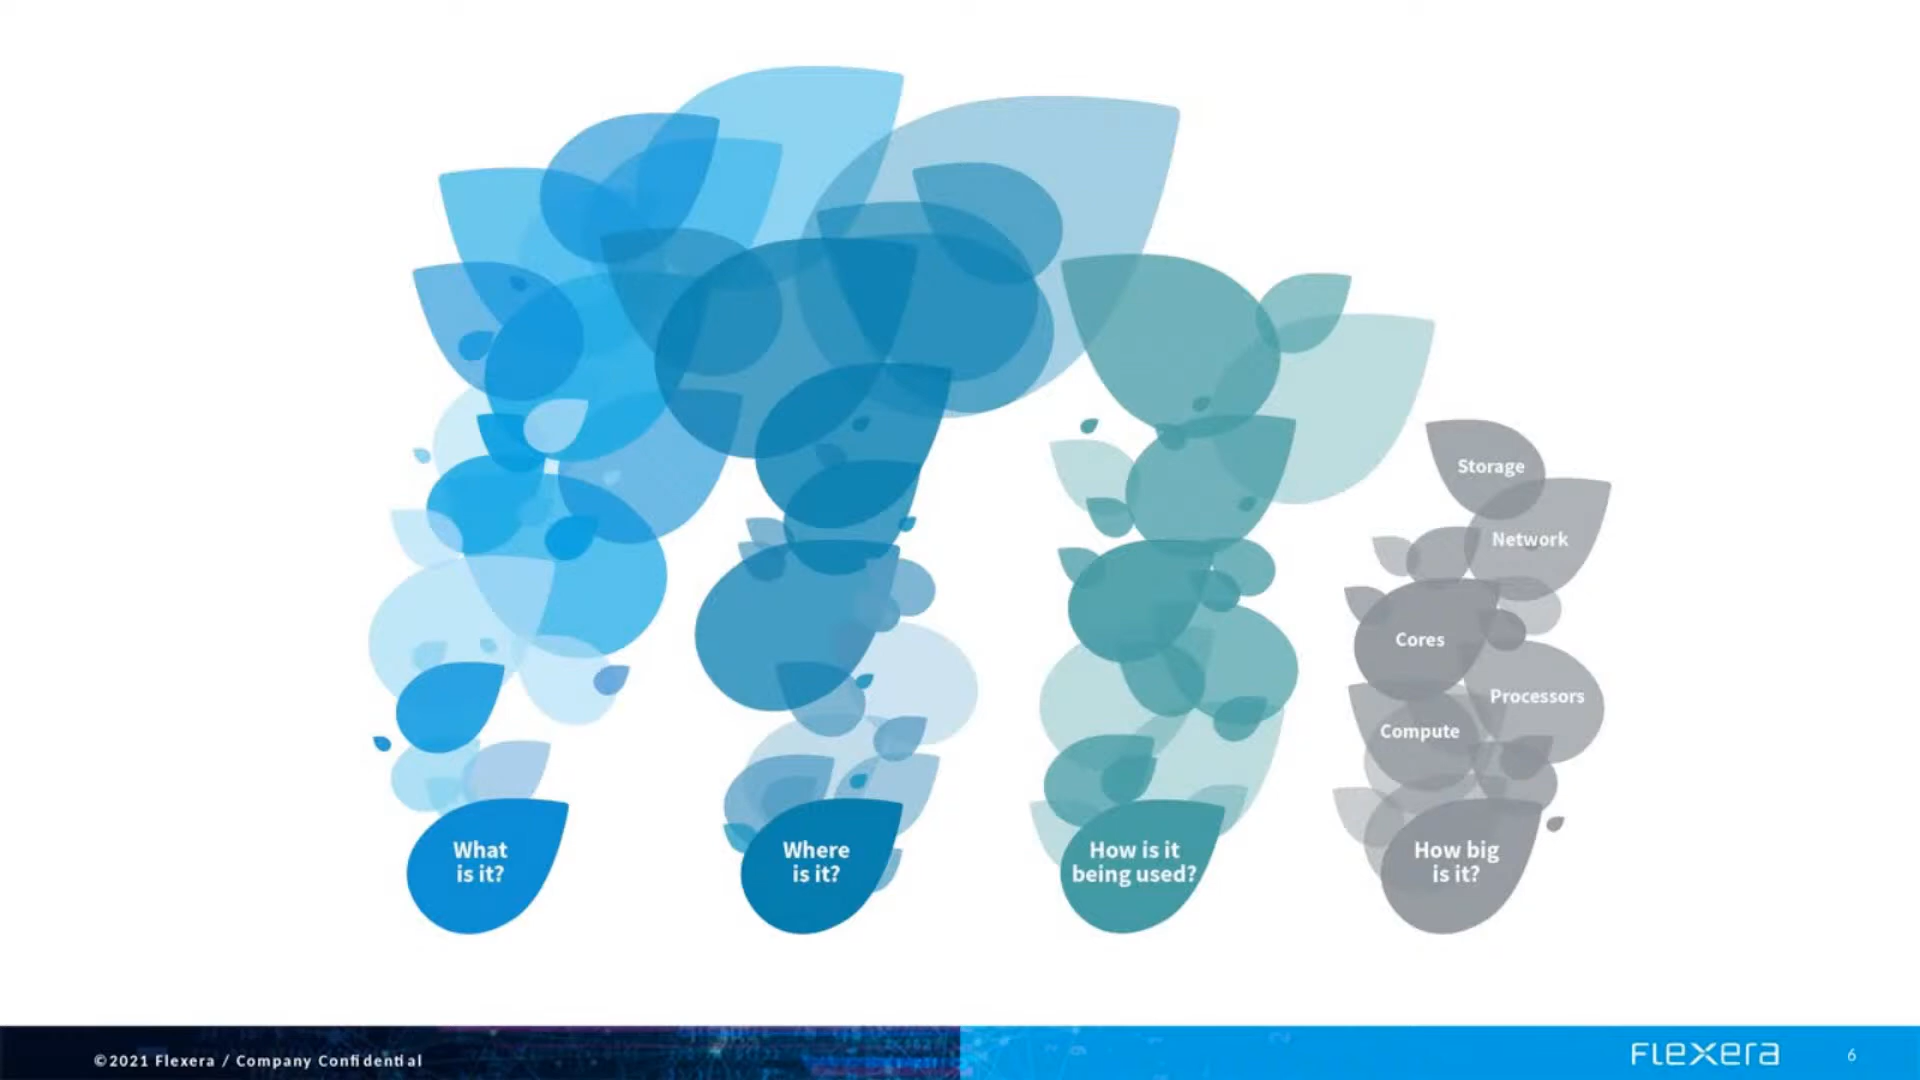 Storage
Network
Cores
Processors
Compute
What
is it?
Where
is it?
How is it
being used?
How big
is it?
©2021 Flexera / Company Confidential
FLEXERA
6